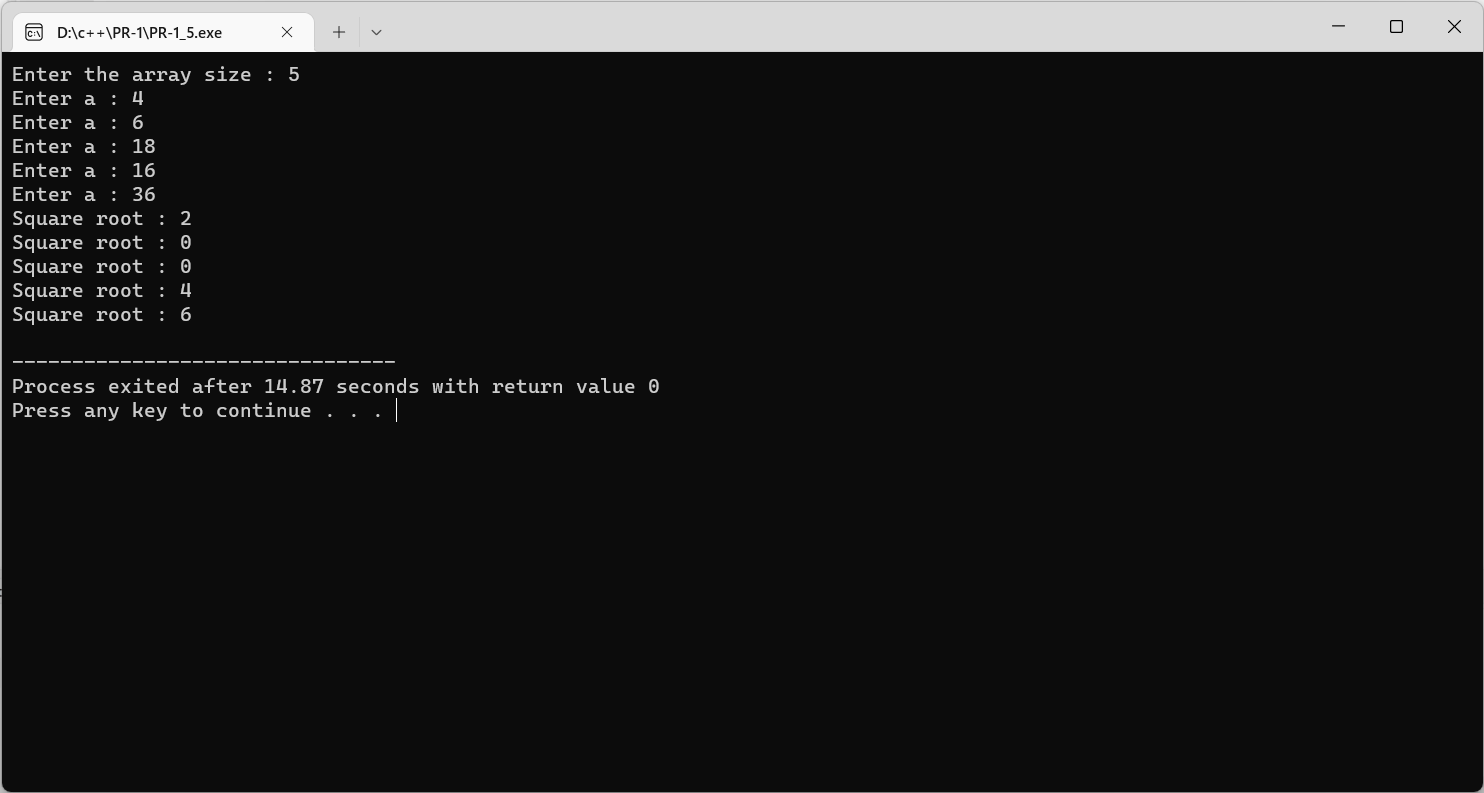 D:\c++\PR-1\PR-1_5.exe
Enter the array size : 5
Enter a : 4
Enter a : 6
Enter a : 18
Enter a : 16
Enter a : 36
Square root : 2
Square root : 0
Square root : 0
Square root : 4
Square root : 6
--------------------------------
Process exited after 14.87 seconds with return value 0
Press any key to continue . . .